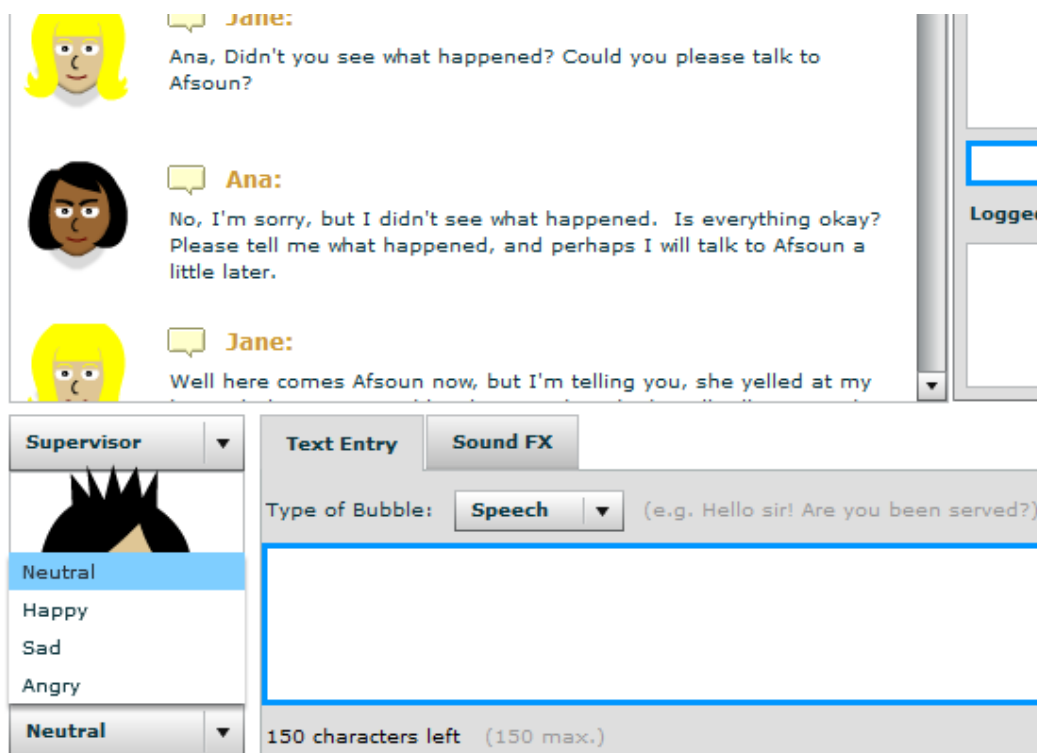 Jane:
Ana, Didn't you see what happened? Could you please talk to
Afsoun?
Ana:
No, I'm sorry, but I didn't see what happened.  Is everything okay?
Please tell me what happened, and perhaps I will talk to Afsoun a
little later.
Logged
Jane:
Well here comes Afsoun now, but I'm telling you, she yelled at my
Supervisor
Text Entry
Sound FX
Type of Bubble:
Speech
(e.g. Hello sir! Are you been served?)
Neutral
Happy
Sad
Angry
Neutral
150 characters left (150 max.)